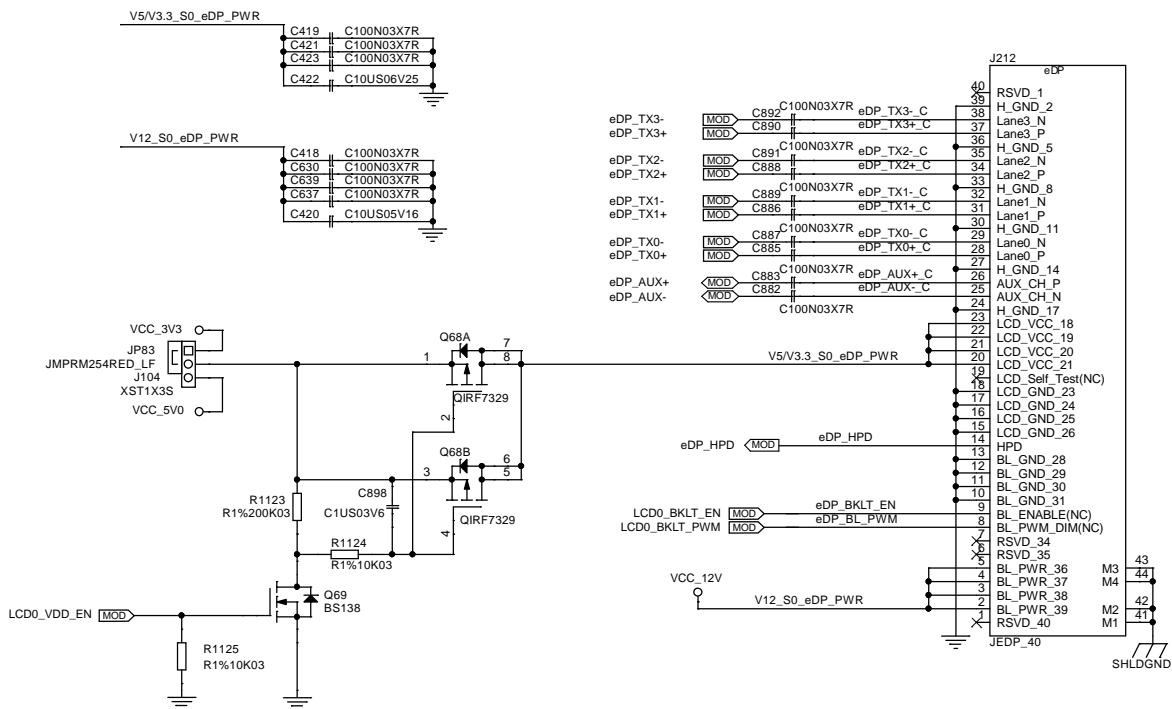 V5/V3.3_S0_eDP_PWR
C419 C100N03X7R
C421 C100N03X7R
C423 C100N03X7R
C422 C10US06V25
V12_S0_eDP_PWR
C418 C100N03X7R
C630 C100N03X7R
C639 C100N03X7R
C637 C100N03X7R
C420 C10US05V16
VCC_3V3
JP83
JMPRM254RED_LF
J104
XST1X3S
VCC_5V0
Q68A
1
7
8
QIRF7329
2
V5/V3.3_S0_eDP_PWR
Q68B
3
6
5
QIRF7329
4
C898
C1US03V6
R1123
R1%200K03
R1124
R1%10K03
Q69
BS138
LCD0_VDD_EN MOD
R1125
R1%10K03
J212
eDP
40 RSVD_1
39 H_GND_2
C100N03X7R
eDP_TX3- MOD C892 eDP_TX3-_C 38 Lane3_N
eDP_TX3+ MOD C890 eDP_TX3+_C 37 Lane3_P
36 H_GND_5
C100N03X7R
eDP_TX2- MOD C891 eDP_TX2-_C 35 Lane2_N
eDP_TX2+ MOD C888 eDP_TX2+_C 34 Lane2_P
33 H_GND_8
C100N03X7R
eDP_TX1- MOD C889 eDP_TX1-_C 32 Lane1_N
eDP_TX1+ MOD C886 eDP_TX1+_C 31 Lane1_P
30 H_GND_11
C100N03X7R
eDP_TX0- MOD C887 eDP_TX0-_C 29 Lane0_N
eDP_TX0+ MOD C885 eDP_TX0+_C 28 Lane0_P
27 H_GND_14
C100N03X7R
eDP_AUX+ MOD C883 eDP_AUX+_C 26 AUX_CH_P
eDP_AUX- MOD C882 eDP_AUX-_C 25 AUX_CH_N
C100N03X7R
24 H_GND_17
23 LCD_VCC_18
22 LCD_VCC_19
21 LCD_VCC_20
20 LCD_VCC_21
19 LCD_Self_Test(NC)
18 LCD_GND_23
17 LCD_GND_24
16 LCD_GND_25
15 LCD_GND_26
eDP_HPD MOD eDP_HPD 14 HPD
13 BL_GND_28
12 BL_GND_29
11 BL_GND_30
10 BL_GND_31
LCD0_BKLT_EN MOD eDP_BKLT_EN 9 BL_ENABLE(NC)
LCD0_BKLT_PWM MOD eDP_BL_PWM 8 BL_PWM_DIM(NC)
7 RSVD_34
6 RSVD_35
5 BL_PWR_36 M3 43
4 BL_PWR_37 M4 44
3 BL_PWR_38
VCC_12V
V12_S0_eDP_PWR
2 BL_PWR_39 M2 42
1 RSVD_40 M1 41
JEDP_40
SHLDGND